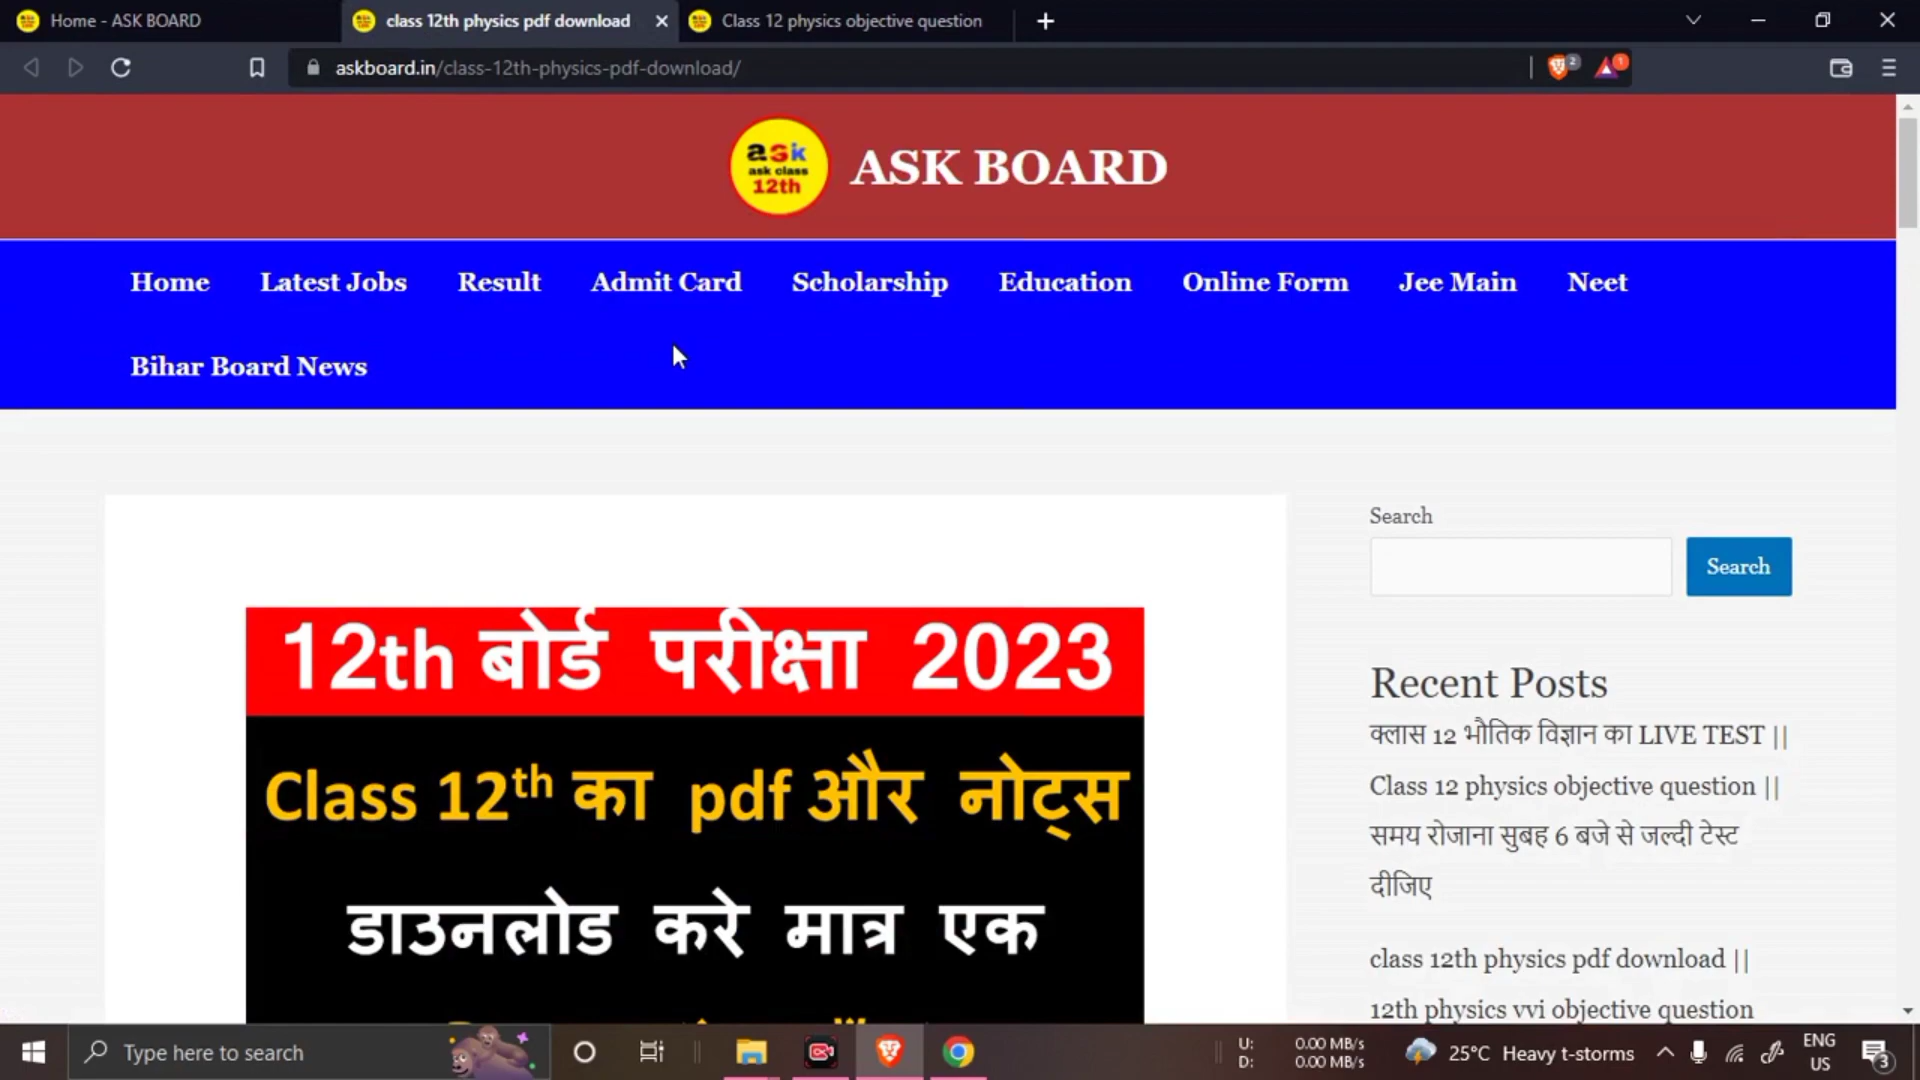 Home - ASK BOARD
class 12th physics pdf download
Class 12 physics objective question
askboard.in/class-12th-physics-pdf-download/
2
1
ask
ask class
12th
ASK BOARD
Home Latest Jobs Result Admit Card Scholarship Education Online Form Jee Main Neet
Bihar Board News
Search
Search
12th बोर्ड परीक्षा 2023
Class 12th का pdf और नोट्स
डाउनलोड करे मात्र एक
Recent Posts
क्लास 12 भौतिक विज्ञान का LIVE TEST ||
Class 12 physics objective question ||
समय रोजाना सुबह 6 बजे से जल्दी टेस्ट
दीजिए
class 12th physics pdf download ||
12th physics vvi objective question
Type here to search
U: 0.00 MB/s
D: 0.00 MB/s
25°C Heavy t-storms
ENG
US
3